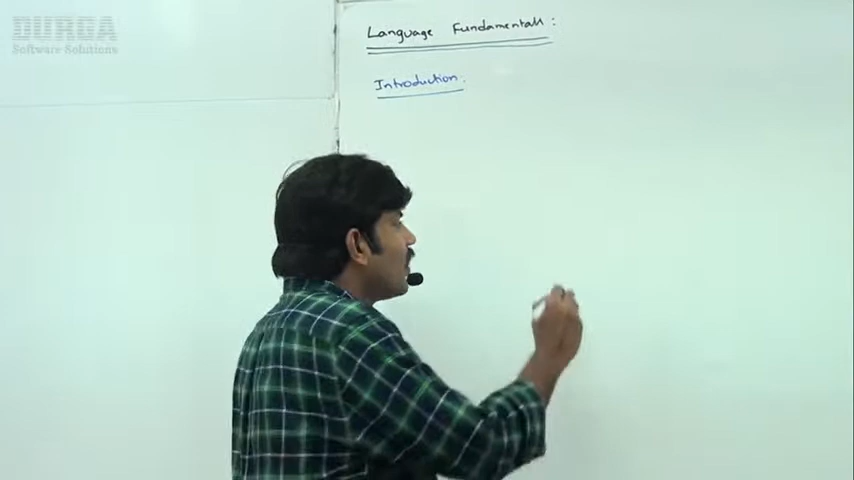 DURGA
Software Solutions
Language Fundamentals :
Introduction.